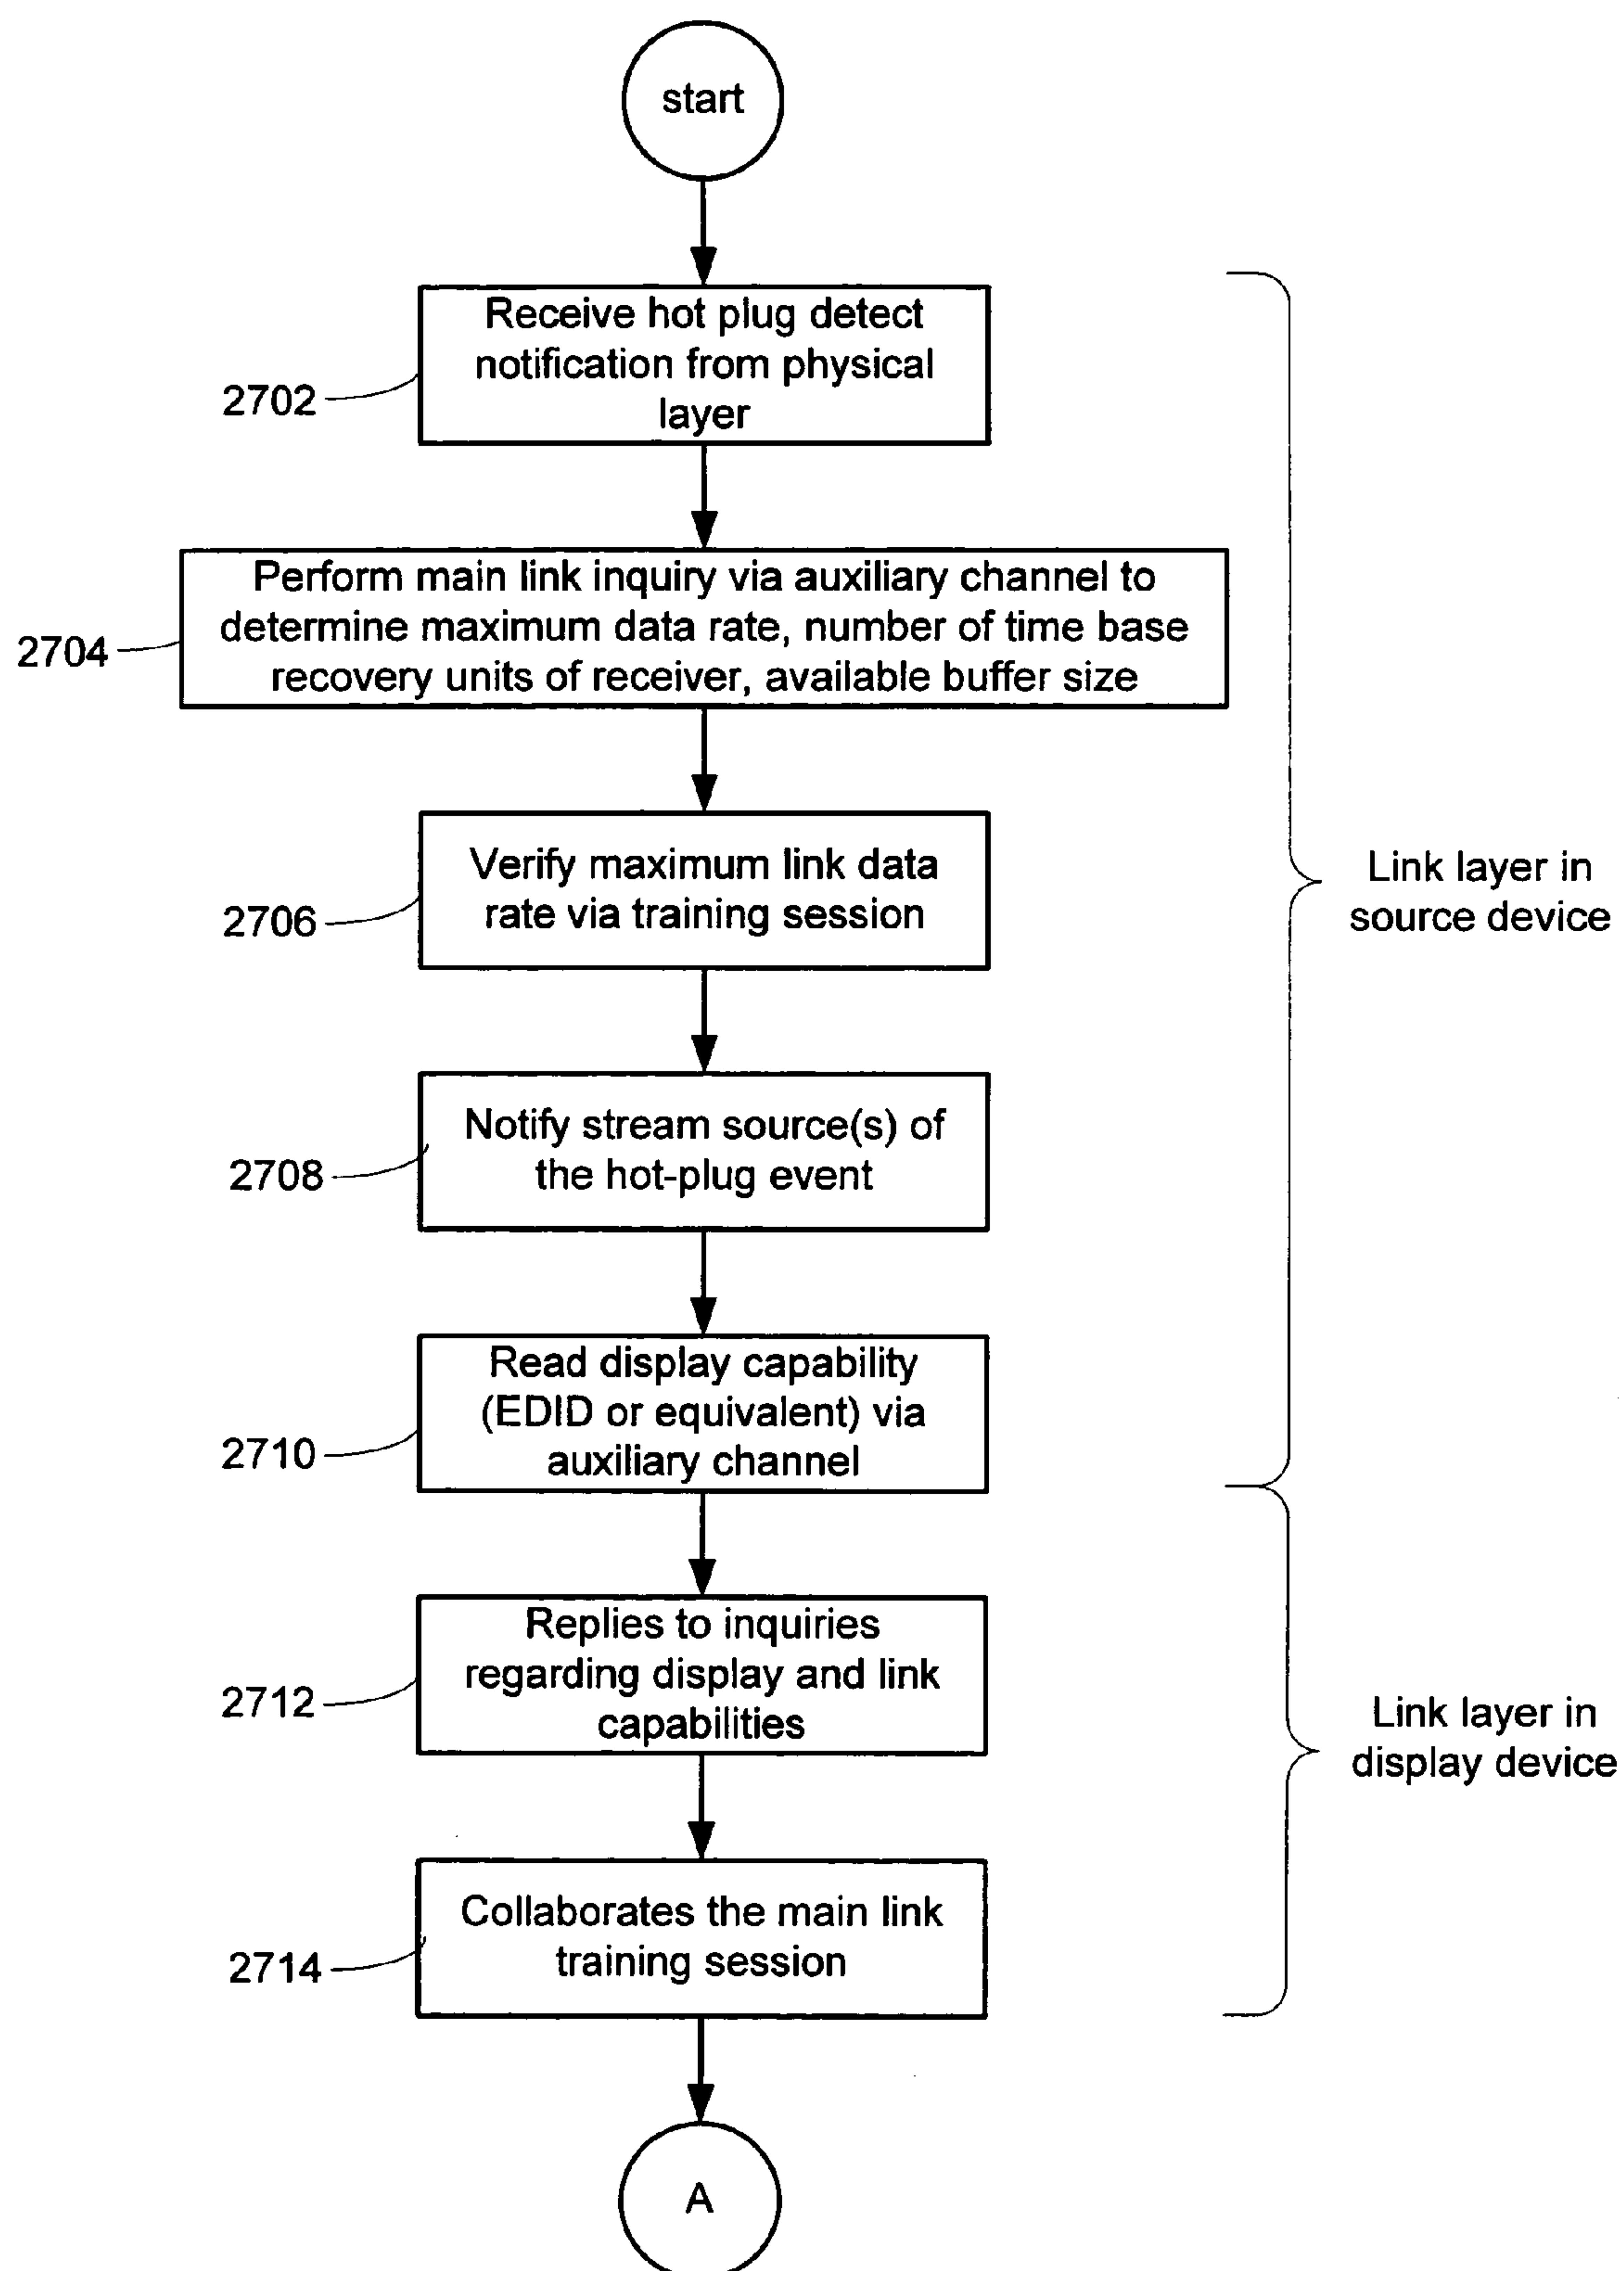 start
Receive hot plug detect
notification from physical
layer
2702
Perform main link inquiry via auxiliary channel to
determine maximum data rate, number of time base
recovery units of receiver, available buffer size
2704
Verify maximum link data
rate via training session
2706
Link layer in
source device
Notify stream source(s) of
the hot-plug event
2708
Read display capability
(EDID or equivalent) via
auxiliary channel
2710
Replies to inquiries
regarding display and link
capabilities
2712
Link layer in
display device
Collaborates the main link
training session
2714
A